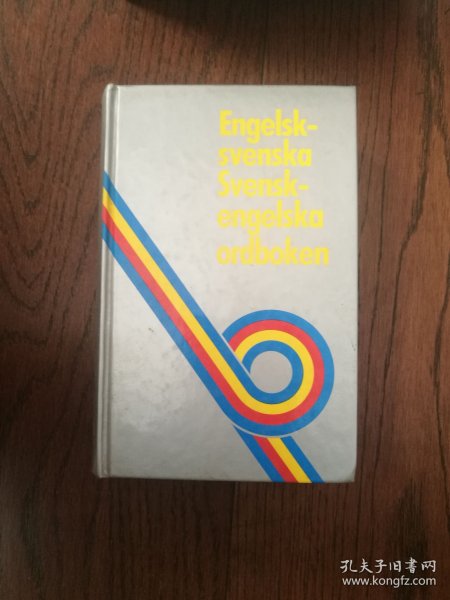 Engelsk-
svenska
Svensk-
engelska
ordboken
孔夫子旧书网
www.kongfz.com